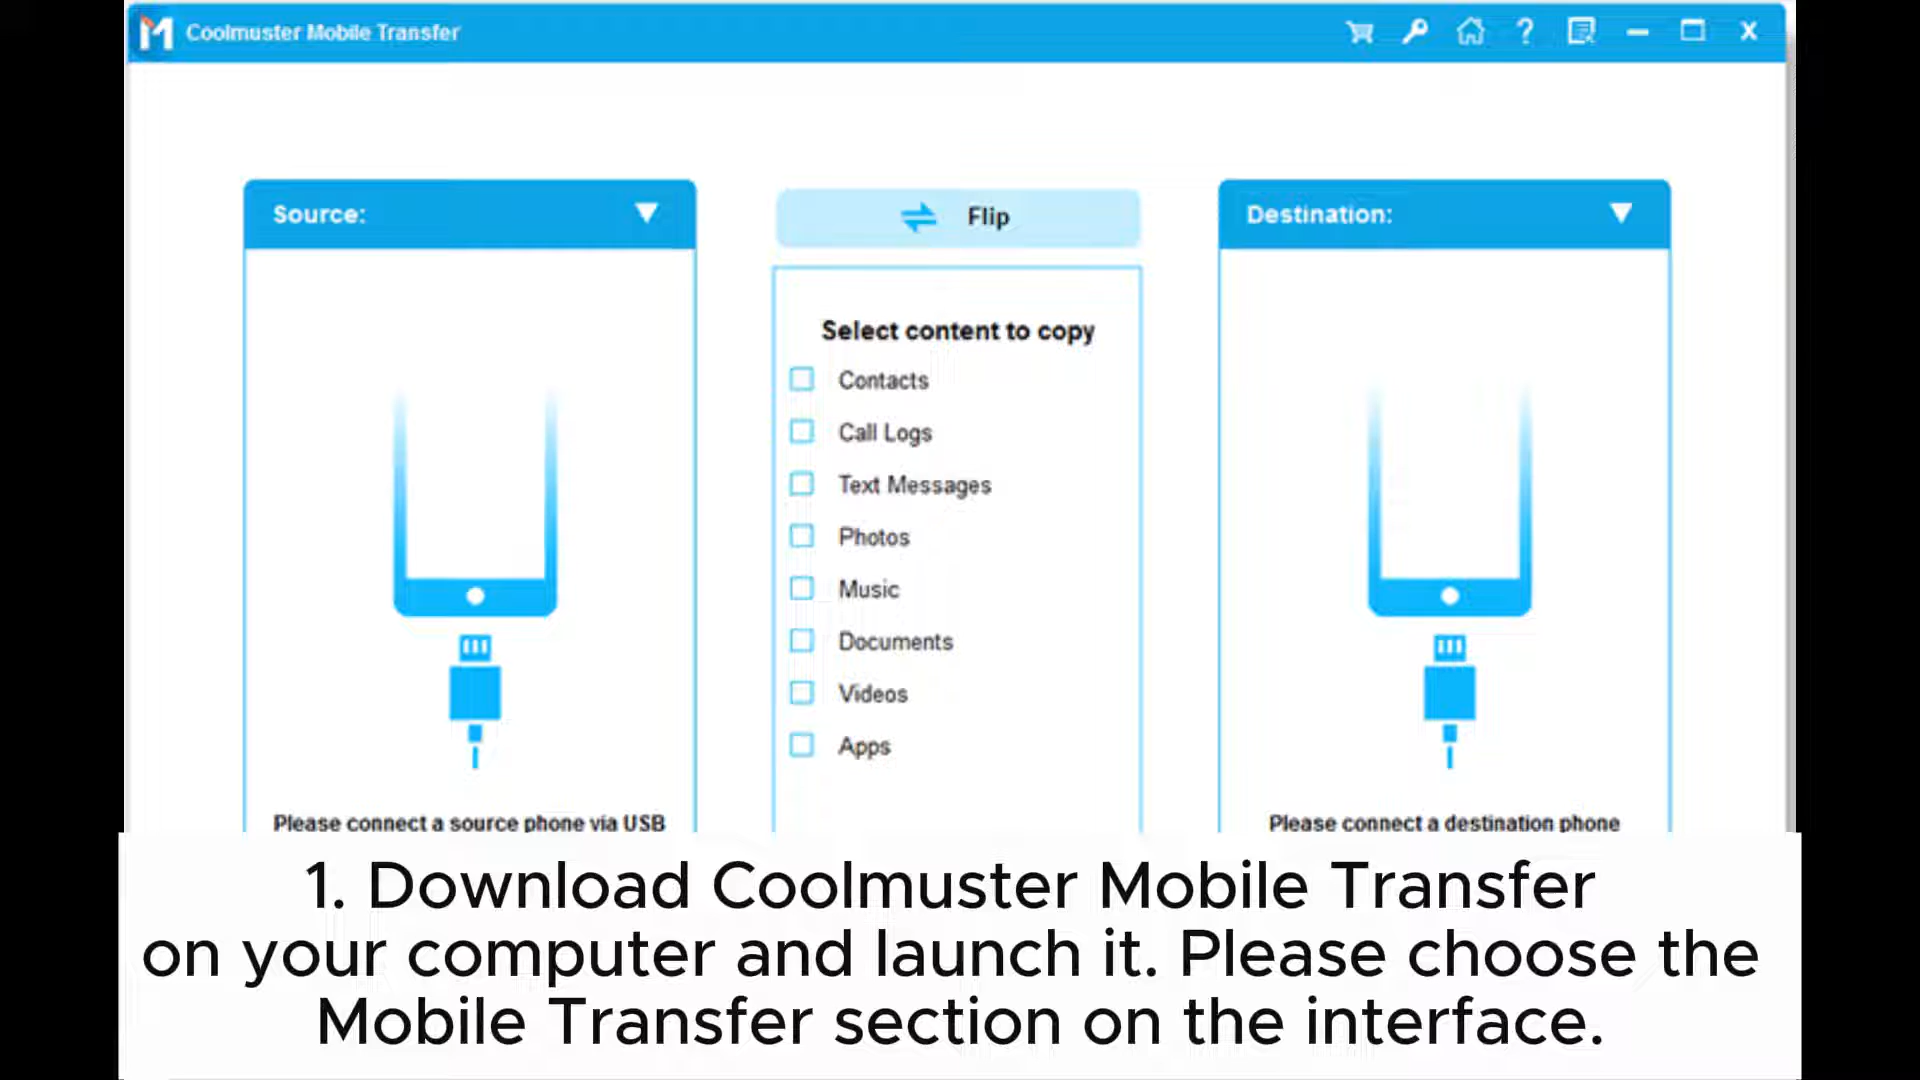 Coolmuster Mobile Transfer
Source:
Flip
Destination:
Select content to copy
Contacts
Call Logs
Text Messages
Photos
Music
Documents
Videos
Apps
Please connect a source phone via USB
Please connect a destination phone
1. Download Coolmuster Mobile Transfer
on your computer and launch it. Please choose the
Mobile Transfer section on the interface.